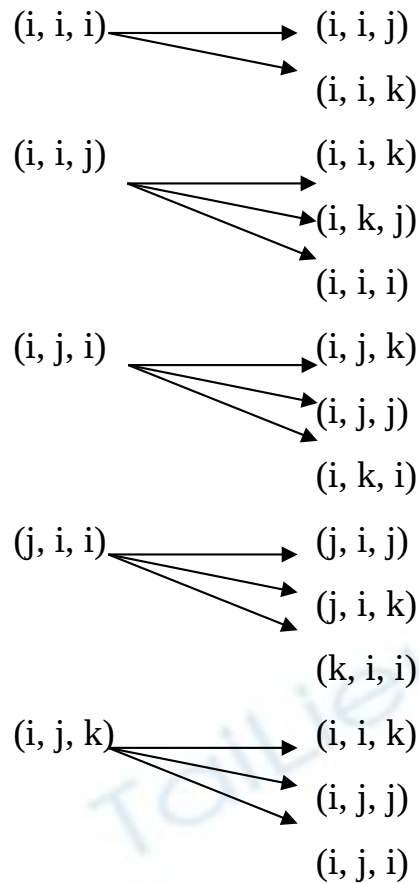 (i, i, i) (i, i, j)
(i, i, k)
(i, i, j) (i, i, k)
(i, k, j)
(i, i, i)
(i, j, i) (i, j, k)
(i, j, j)
(i, k, i)
(j, i, i) (j, i, j)
(j, i, k)
(k, i, i)
(i, j, k) (i, i, k)
(i, j, j)
(i, j, i)